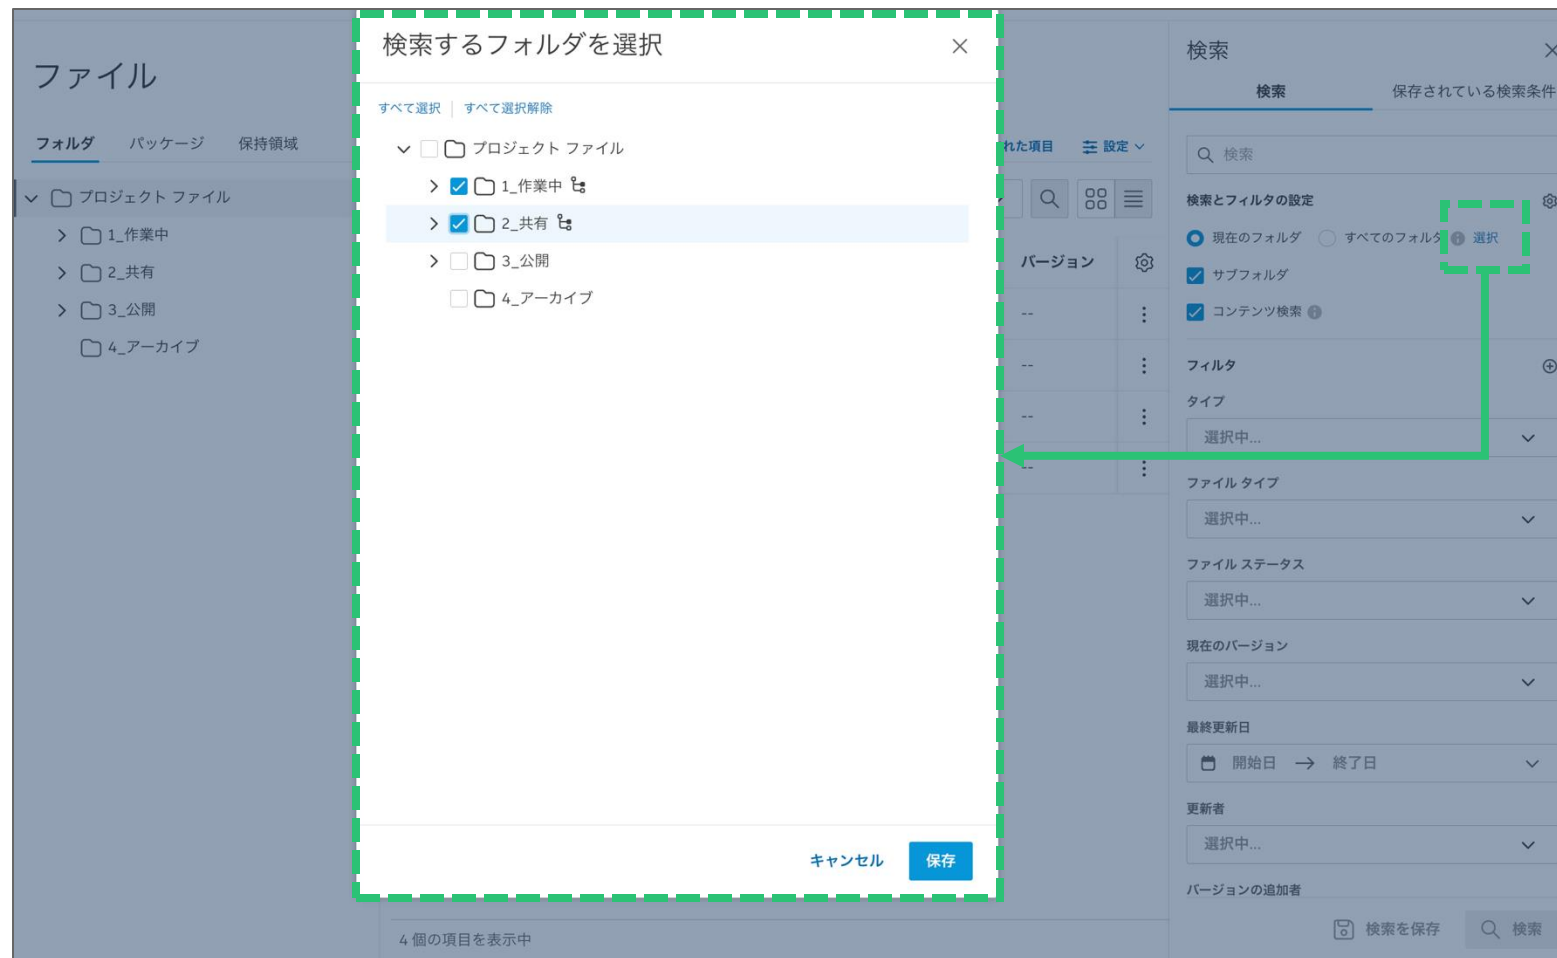 ファイル
フォルダ パッケージ 保持領域
プロジェクト ファイル
1_作業中
2_共有
3_公開
4_アーカイブ
検索するフォルダを選択
すべて選択 すべて選択解除
プロジェクト ファイル
1_作業中
2_共有
3_公開
4_アーカイブ
キャンセル 保存
れた項目 設定
バージョン
--
--
--
--
4 個の項目を表示中
検索
検索 保存されている検索条件
検索
検索とフィルタの設定
現在のフォルダ すべてのフォルダ 選択
サブフォルダ
コンテンツ検索
フィルタ
タイプ
選択中...
ファイル タイプ
選択中...
ファイル ステータス
選択中...
現在のバージョン
選択中...
最終更新日
開始日 → 終了日
更新者
選択中...
バージョンの追加者
検索を保存 検索